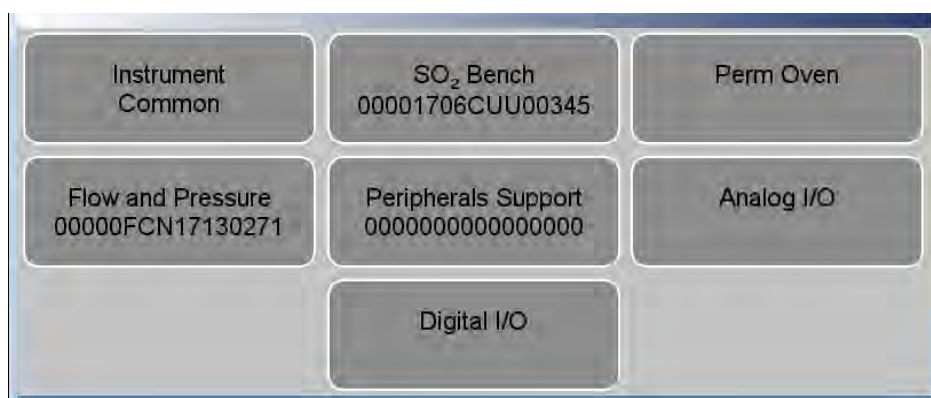 Instrument
Common
SO₂ Bench
00001706CUU00345
Perm Oven
Flow and Pressure
00000FCN17130271
Peripherals Support
0000000000000000
Analog I/O
Digital I/O